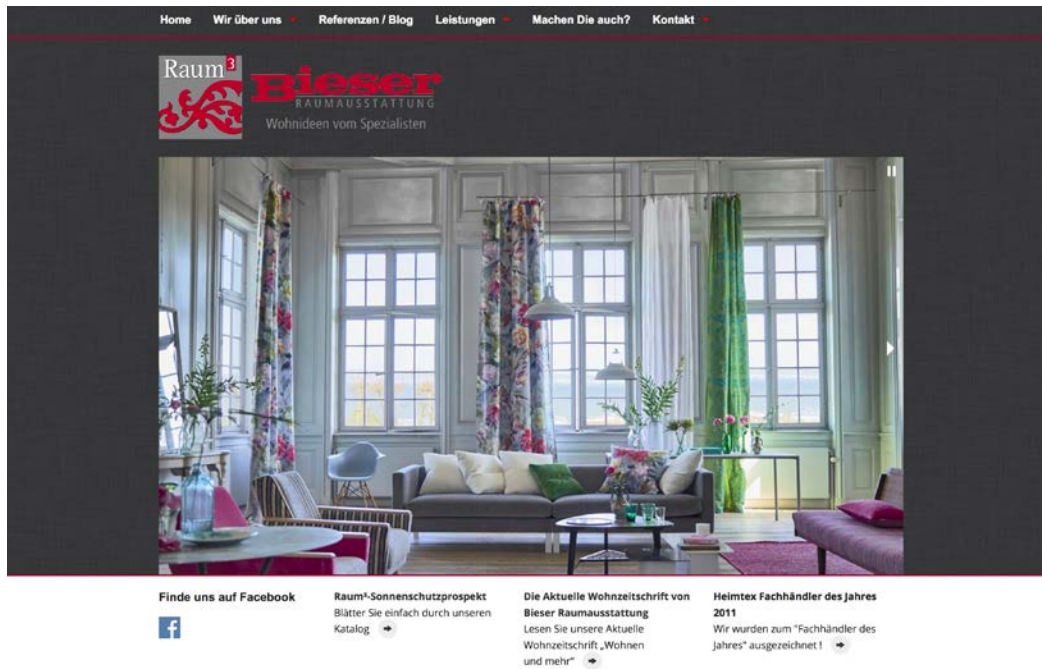 Home Wir über uns Referenzen / Blog Leistungen Machen Die auch? Kontakt
Raum³
Bieser
RAUMAUSSTATTUNG
Wohnideen vom Spezialisten
Finde uns auf Facebook
Raum³-Sonnenschutzprospekt
Blätter Sie einfach durch unseren
Katalog
Die Aktuelle Wohnzeitschrift von
Bieser Raumausstattung
Lesen Sie unsere Aktuelle
Wohnzeitschrift „Wohnen
und mehr"
Heimtex Fachhändler des Jahres
2011
Wir wurden zum "Fachhändler des
Jahres" ausgezeichnet !